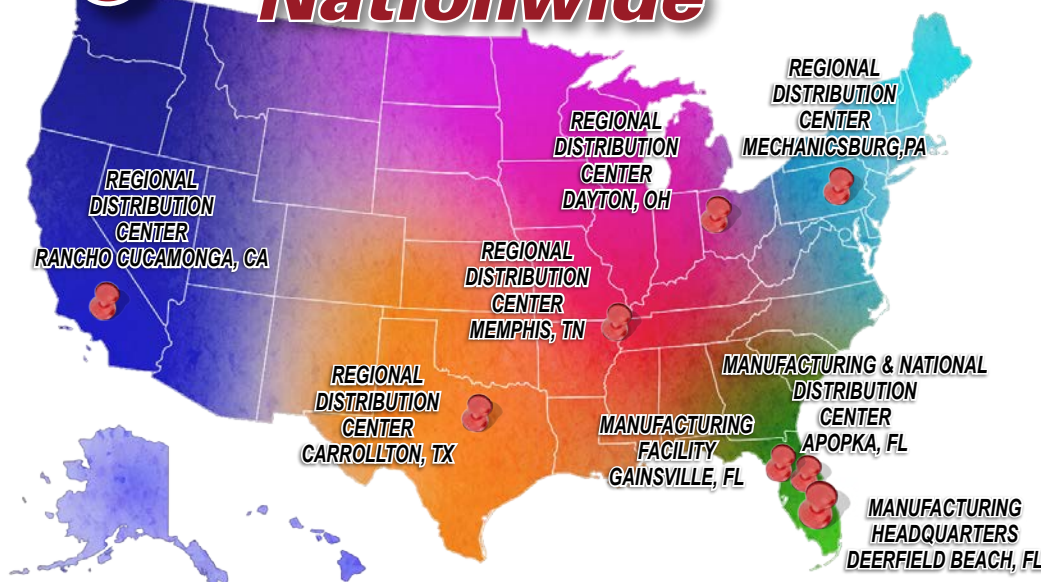 Nationwide
REGIONAL
DISTRIBUTION
CENTER
MECHANICSBURG,PA
REGIONAL
DISTRIBUTION
CENTER
DAYTON, OH
REGIONAL
DISTRIBUTION
CENTER
RANCHO CUCAMONGA, CA
REGIONAL
DISTRIBUTION
CENTER
MEMPHIS, TN
REGIONAL
DISTRIBUTION
CENTER
CARROLLTON, TX
MANUFACTURING & NATIONAL
DISTRIBUTION
CENTER
APOPKA, FL
MANUFACTURING
FACILITY
GAINSVILLE, FL
MANUFACTURING
HEADQUARTERS
DEERFIELD BEACH, FL